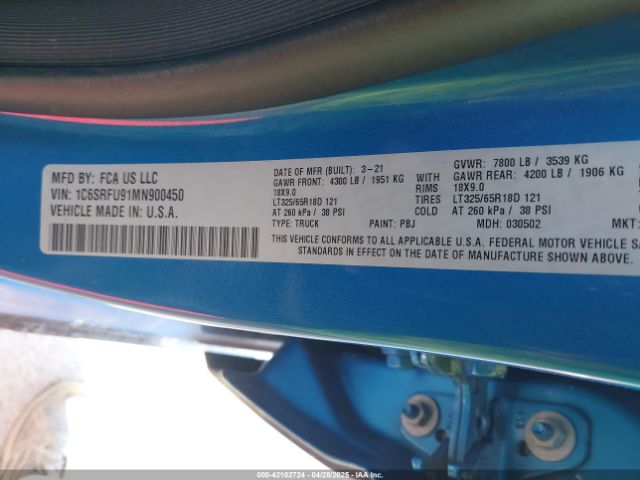 MFD BY: FCA US LLC
VIN: 1C6SRFU91MN900450
VEHICLE MADE IN: U.S.A.
DATE OF MFR (BUILT): 3-21
GAWR FRONT: 4300 LB / 1951 KG
18X9.0
LT325/65R18D 121
AT 260 kPa / 38 PSI
TYPE: TRUCK PAINT: PBJ MDH: 030502 MKT:
WITH
RIMS
TIRES
COLD
GVWR: 7800 LB / 3539 KG
GAWR REAR: 4200 LB / 1906 KG
18X9.0
LT325/65R18D 121
AT 260 kPa / 38 PSI
THIS VEHICLE CONFORMS TO ALL APPLICABLE U.S.A. FEDERAL MOTOR VEHICLE SA
STANDARDS IN EFFECT ON THE DATE OF MANUFACTURE SHOWN
000-42102724 - 04/28/2025 - IAA Inc.